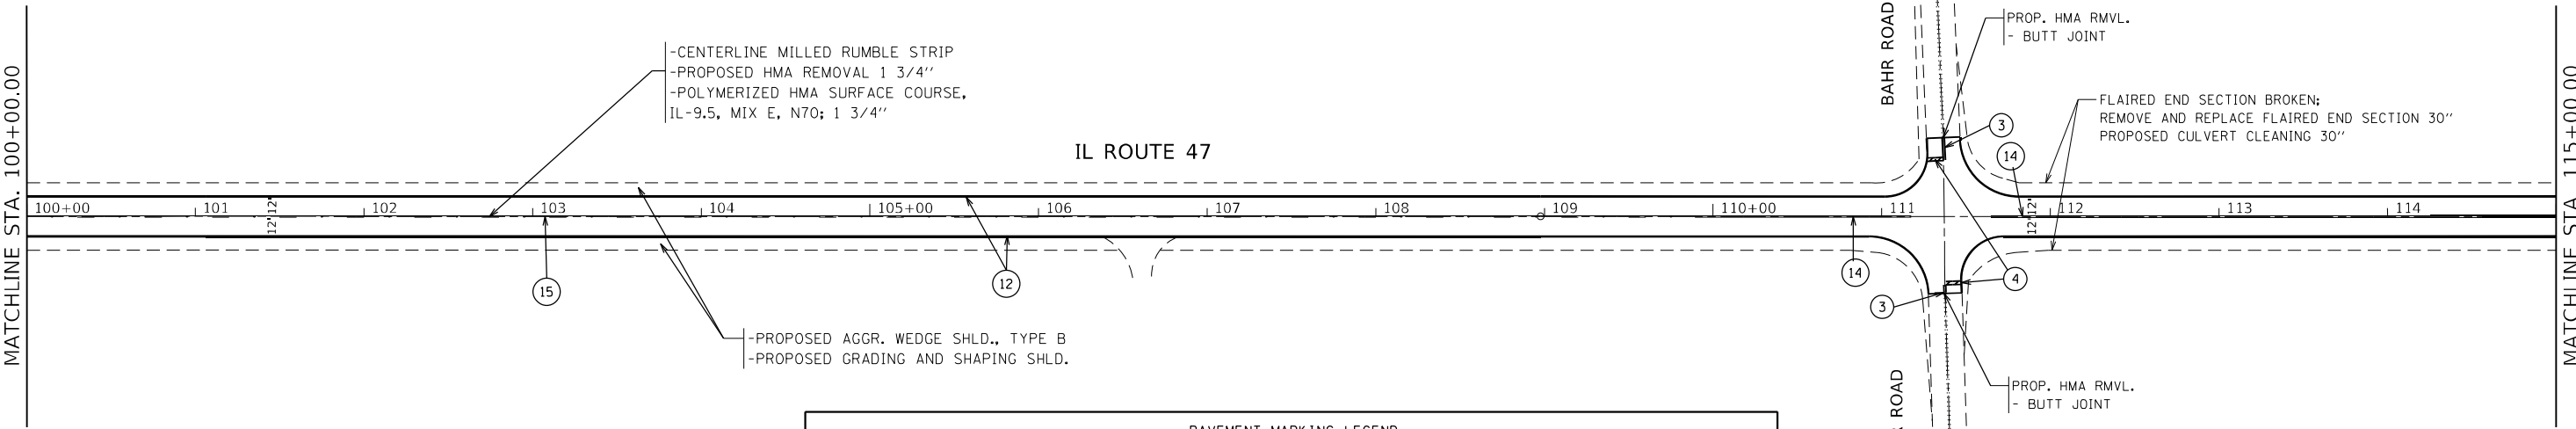 MATCHLINE STA. 100+00.00
-CENTERLINE MILLED RUMBLE STRIP
-PROPOSED HMA REMOVAL 1 3/4"
-POLYMERIZED HMA SURFACE COURSE,
IL-9.5, MIX E, N70; 1 3/4"
IL ROUTE 47
BAHR ROAD
PROP. HMA RMVL.
- BUTT JOINT
FLAIRED END SECTION BROKEN;
REMOVE AND REPLACE FLAIRED END SECTION 30"
PROPOSED CULVERT CLEANING 30"
3
14
100+00 101 102 103 104 105+00 106 107 108 109 110+00 111 112 113 114
12' 12'
12' 12'
15
12
14
3
4
-PROPOSED AGGR. WEDGE SHLD., TYPE B
-PROPOSED GRADING AND SHAPING SHLD.
PROP. HMA RMVL.
- BUTT JOINT
ROAD
PAVEMENT MARKING LEGEND
MATCHLINE STA. 115+00.00